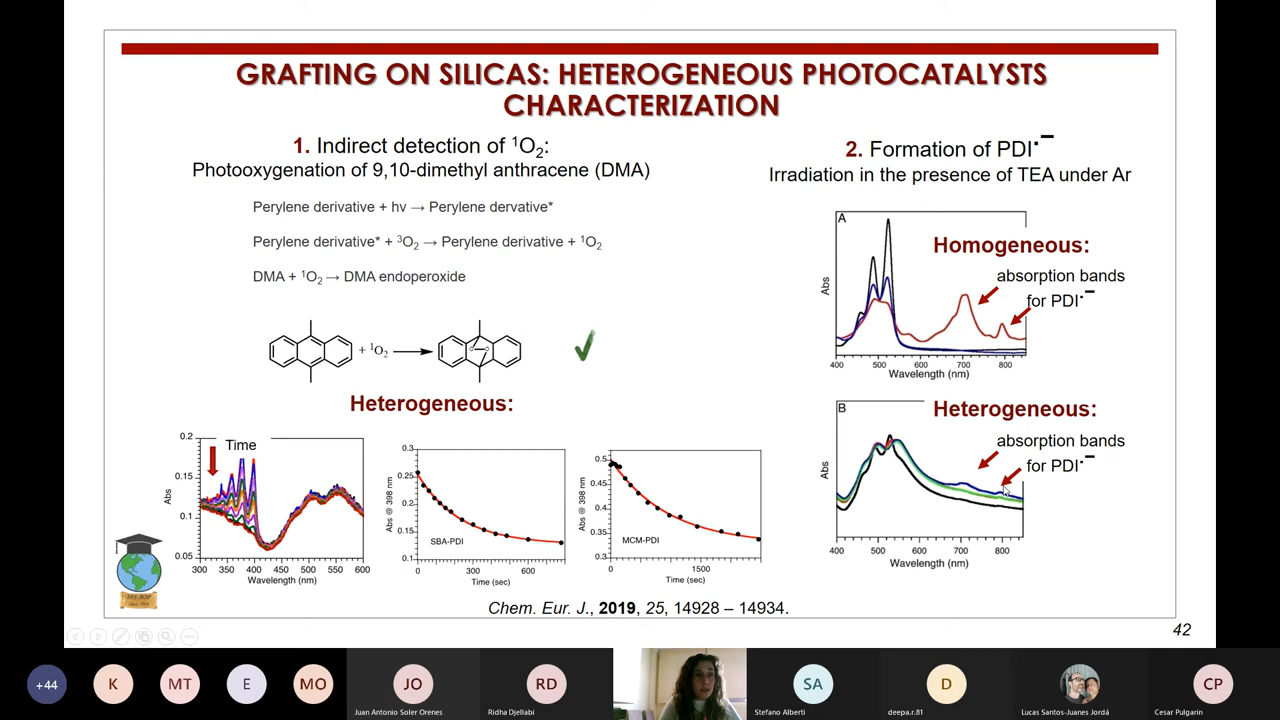 GRAFTING ON SILICAS: HETEROGENEOUS PHOTOCATALYSTS
CHARACTERIZATION
1. Indirect detection of ¹O₂:
Photooxygenation of 9,10-dimethyl anthracene (DMA)
Perylene derivative + hν → Perylene dervative*
Perylene derivative* + ³O₂ → Perylene derivative + ¹O₂
DMA + ¹O₂ → DMA endoperoxide
+ ¹O₂
Heterogeneous:
0.2
0.15
0.1
0.05
Abs
Time
300 350 400 450 500 550 600
Wavelength (nm)
0.3
0.25
0.2
0.15
0.1
Abs @ 398 nm
SBA-PDI
0 300 600
Time (sec)
0.5
0.45
0.4
0.35
0.3
Abs @ 398 nm
MCM-PDI
0 1500
Time (sec)
2. Formation of PDI·⁻
Irradiation in the presence of TEA under Ar
A
Abs
Homogeneous:
absorption bands
for PDI·⁻
400 500 600 700 800
Wavelength (nm)
B
Abs
Heterogeneous:
absorption bands
for PDI·⁻
400 500 600 700 800
Wavelength (nm)
Chem. Eur. J., 2019, 25, 14928 – 14934.
42
+44
K
MT
E
MO
JO
Juan Antonio Soler Orenes
RD
Ridha Djellabi
SA
Stefano Alberti
D
deepa.r.81
Lucas Santos-Juanes Jordá
CP
Cesar Pulgarin